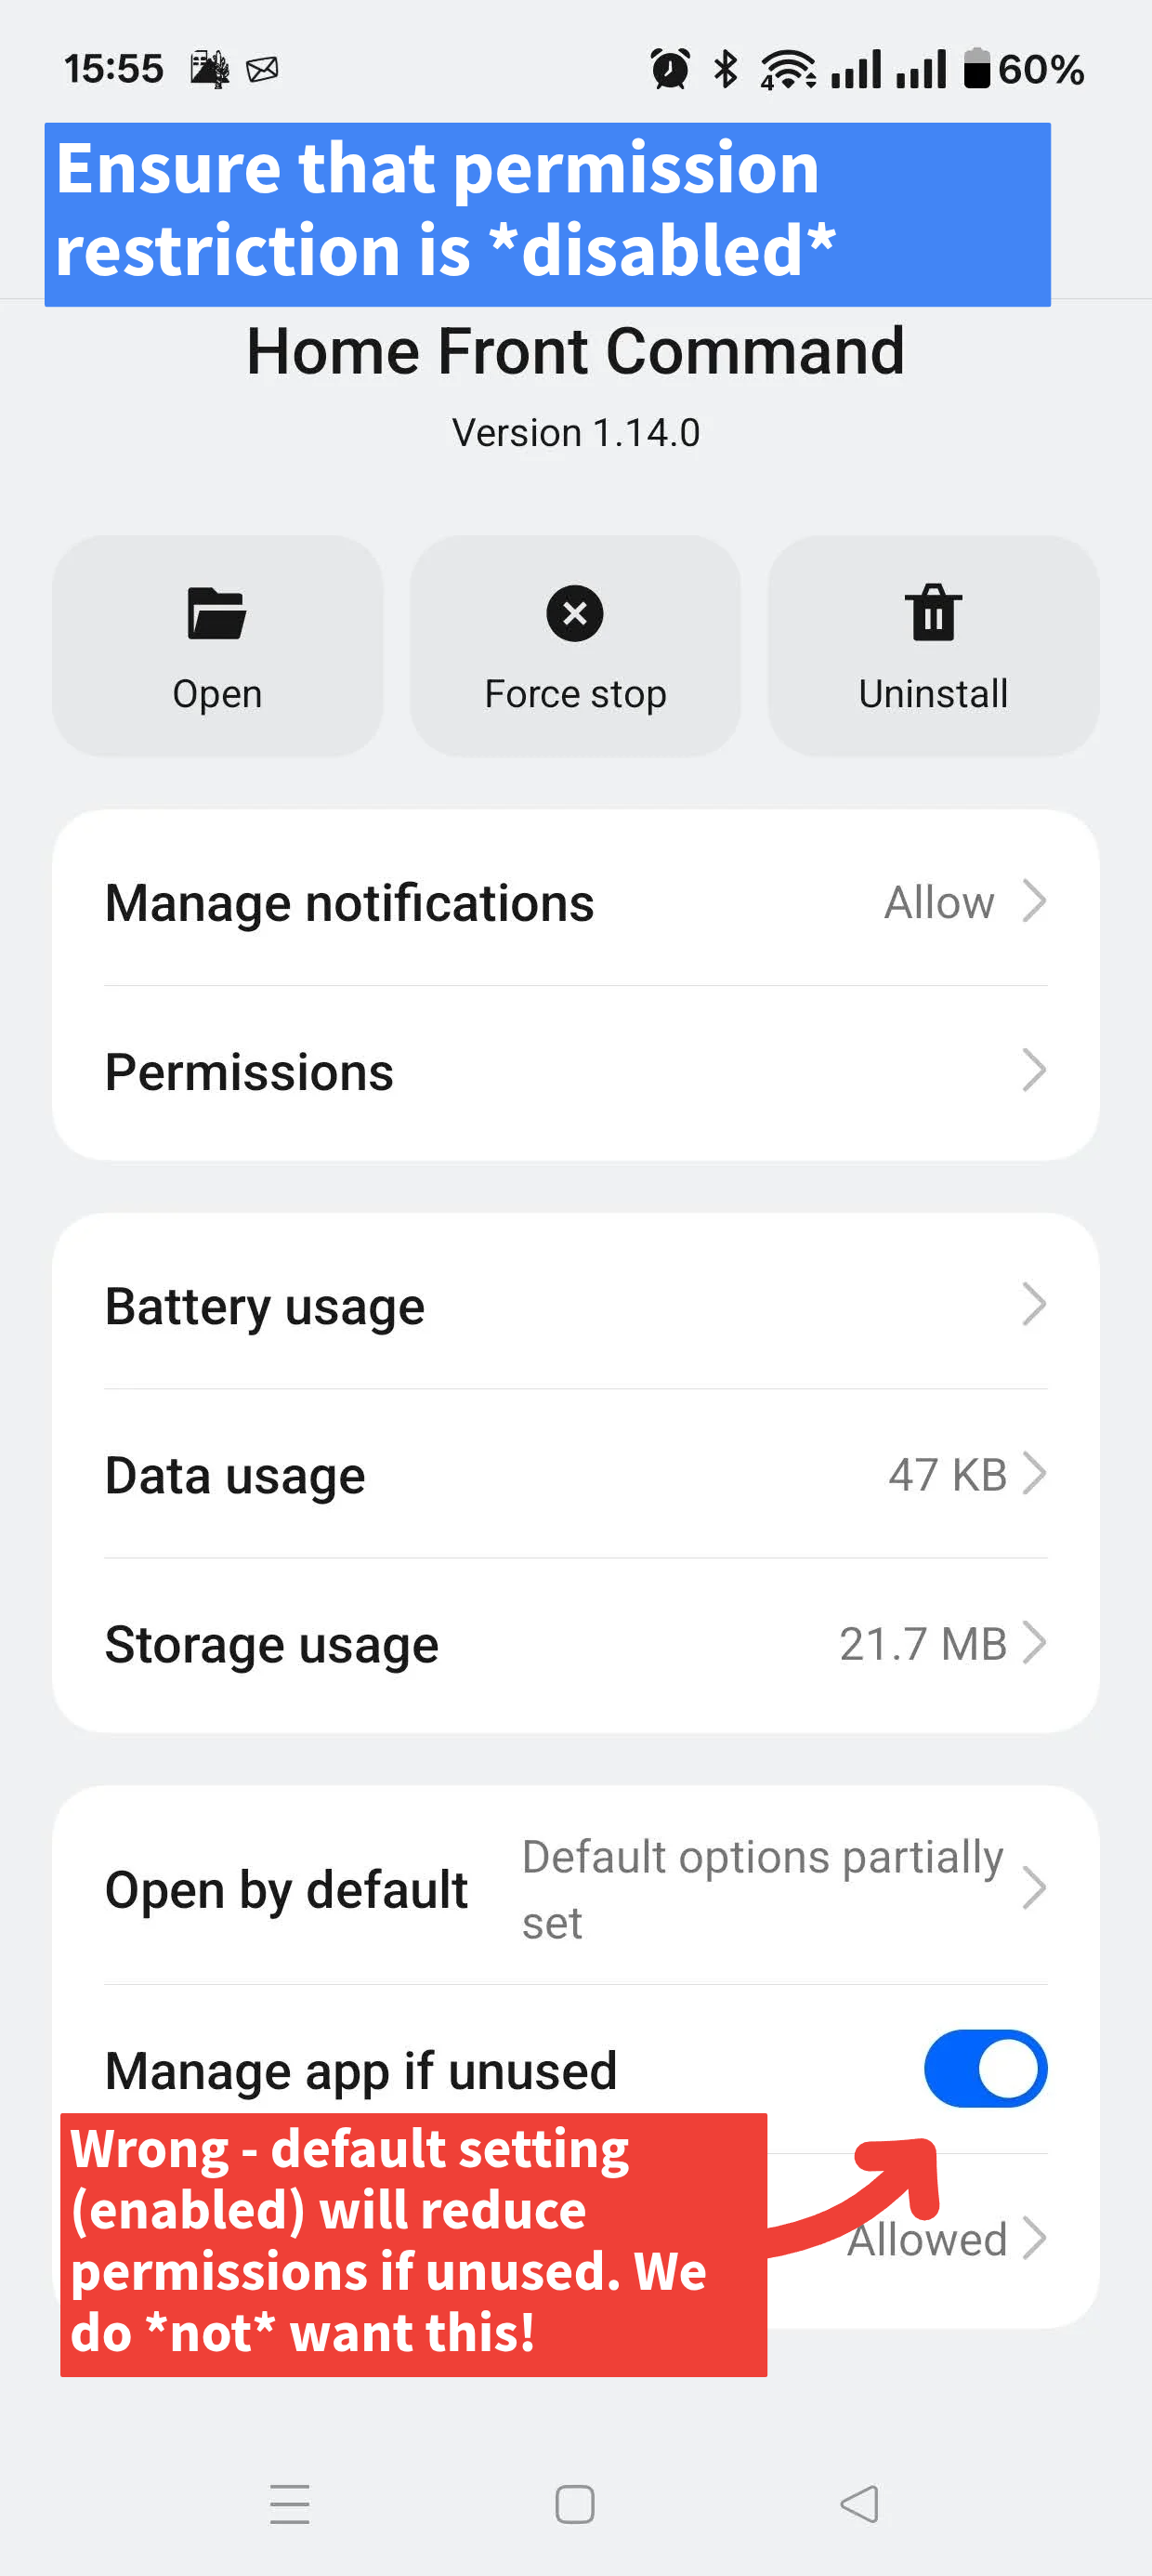 15:55
4
60%
Ensure that permission
restriction is *disabled*
Home Front Command
Version 1.14.0
Open
Force stop
Uninstall
Manage notifications
Allow
Permissions
Battery usage
Data usage
47 KB
Storage usage
21.7 MB
Open by default
Default options partially
set
Manage app if unused
Wrong - default setting
(enabled) will reduce
permissions if unused. We
do *not* want this!
Allowed